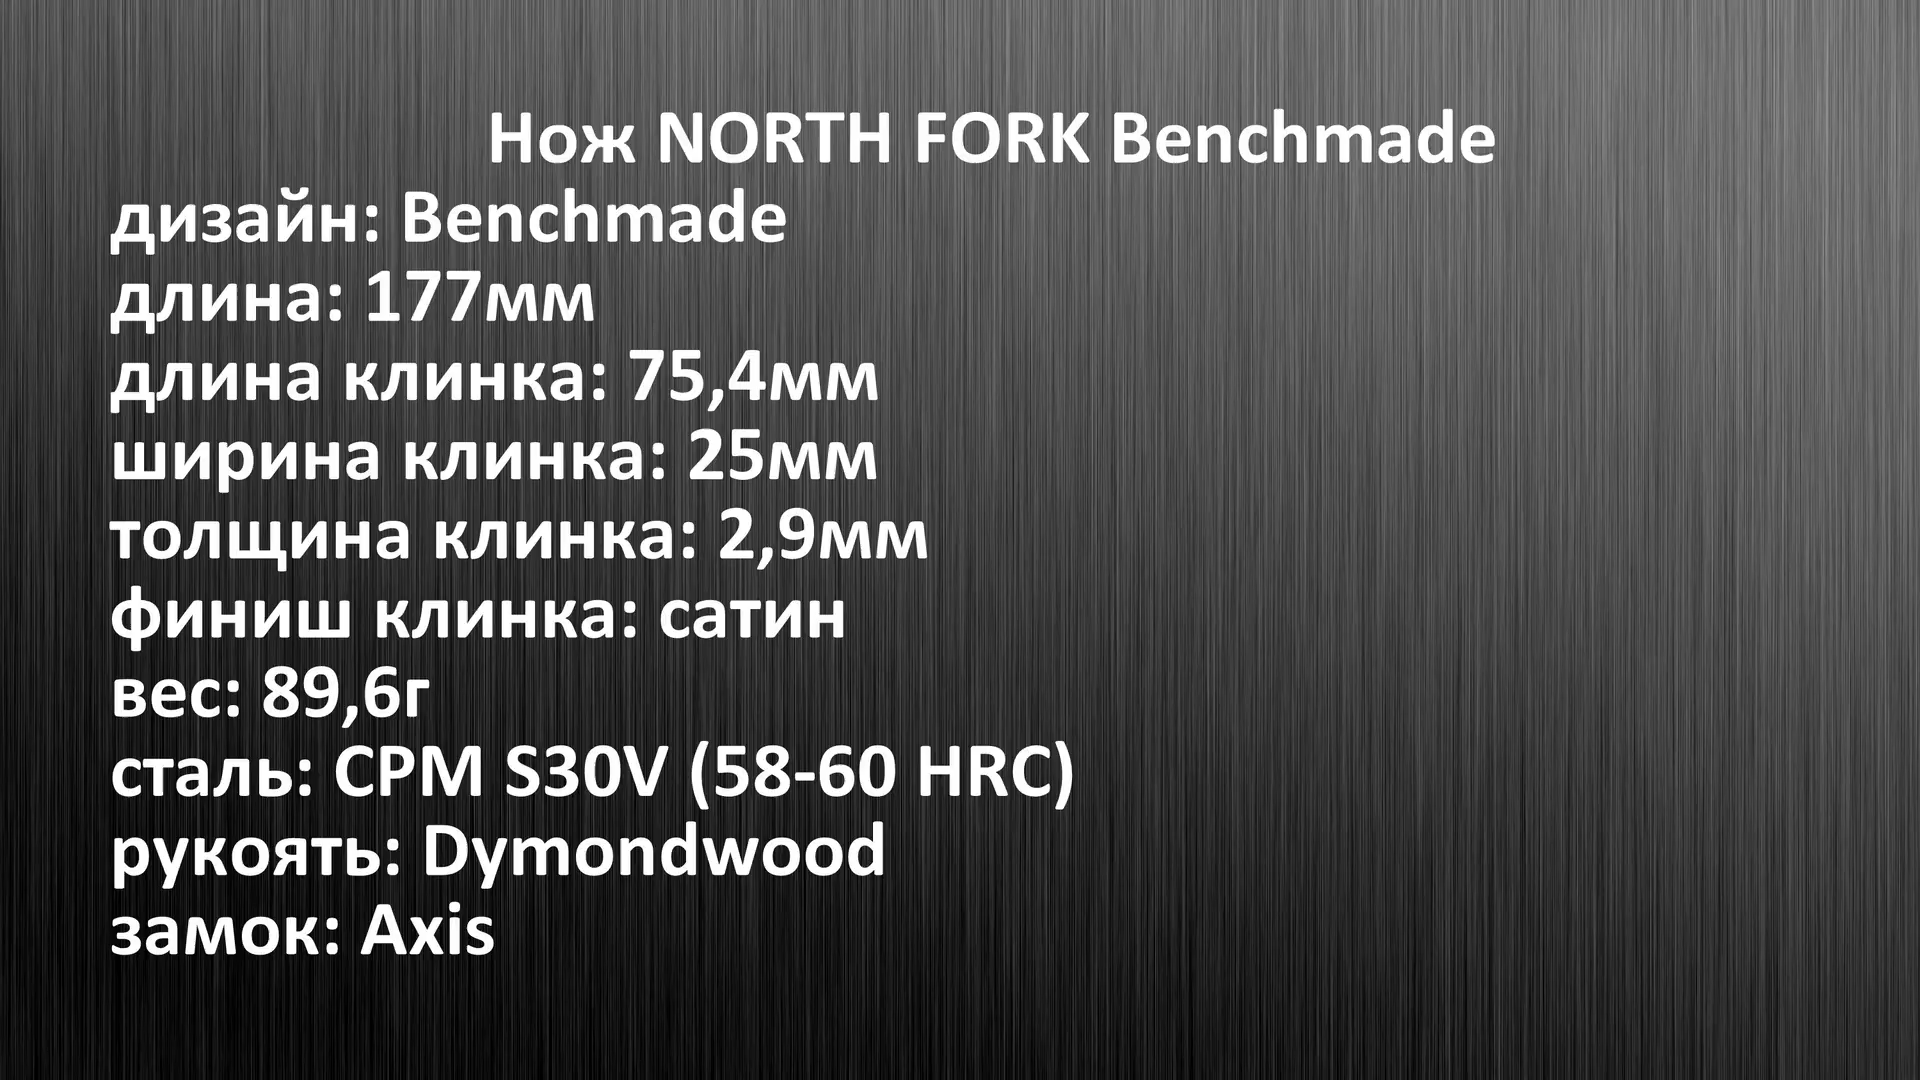 Нож NORTH FORK Benchmade
дизайн: Benchmade
длина: 177мм
длина клинка: 75,4мм
ширина клинка: 25мм
толщина клинка: 2,9мм
финиш клинка: сатин
вес: 89,6г
сталь: CPM S30V (58-60 HRC)
рукоять: Dymondwood
замок: Axis